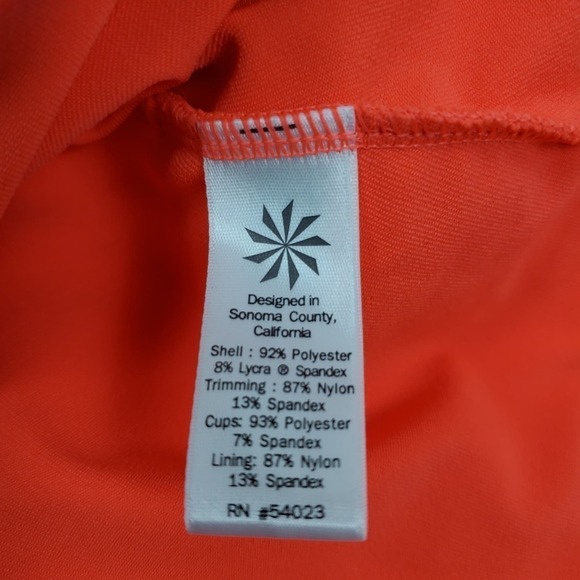 Designed in
Sonoma County,
California
Shell : 92% Polyester
8% Lycra ® Spandex
Trimming : 87% Nylon
13% Spandex
Cups: 93% Polyester
7% Spandex
Lining: 87% Nylon
13% Spandex
RN #54023